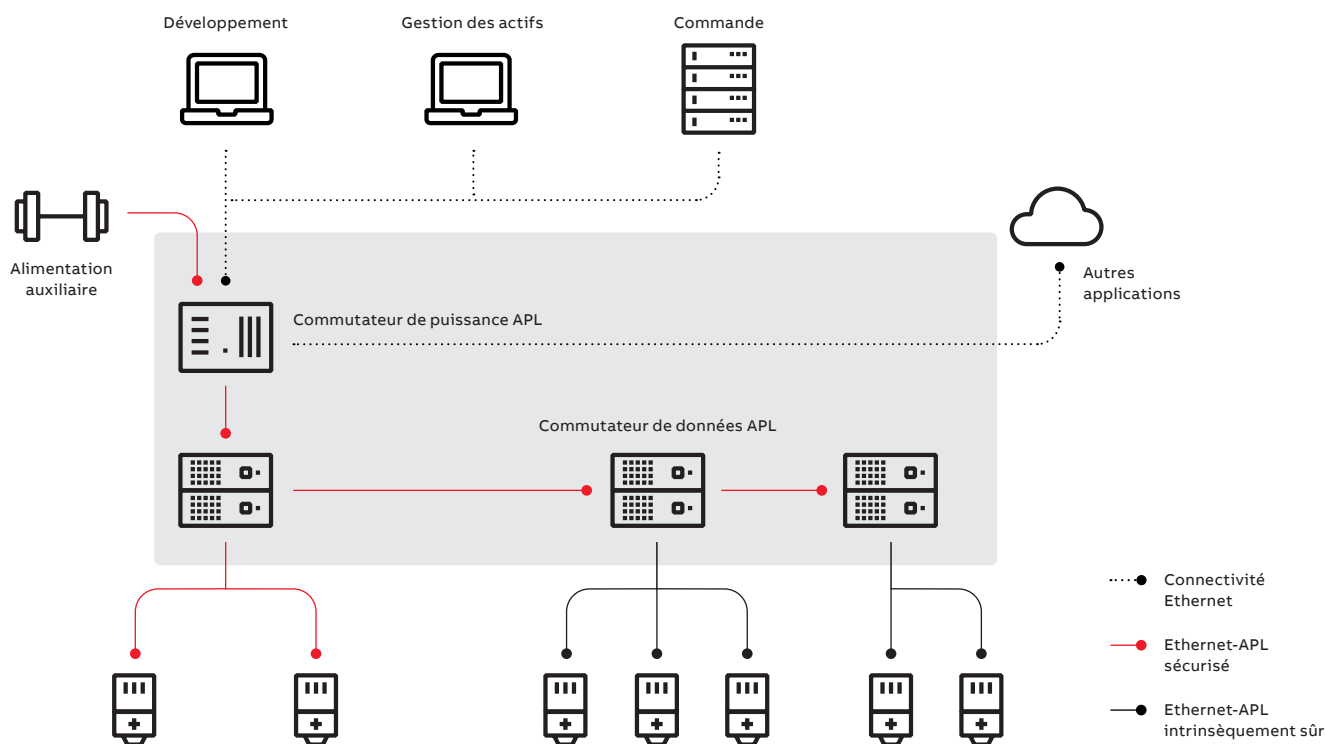 Développement
Gestion des actifs
Commande
Alimentation
auxiliaire
Autres
applications
Commutateur de puissance APL
Commutateur de données APL
Connectivité
Ethernet
Ethernet-APL
sécurisé
Ethernet-APL
intrinsèquement sûr